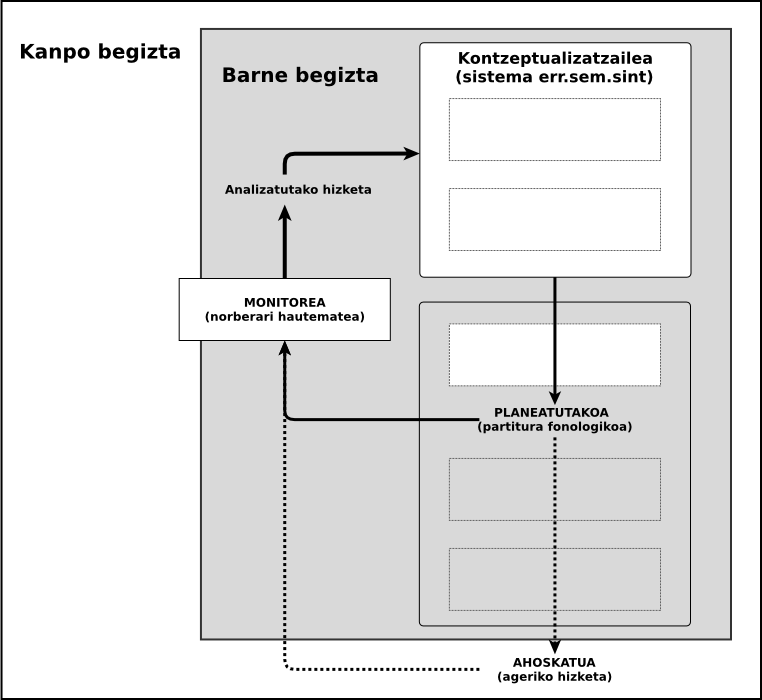 Kanpo begizta
Barne begizta
Kontzeptualizatzailea
(sistema err.sem.sint)
Analizatutako hizketa
MONITOREA
(norberari hautematea)
PLANEATUTAKOA
(partitura fonologikoa)
AHOSKATUA
(ageriko hizketa)